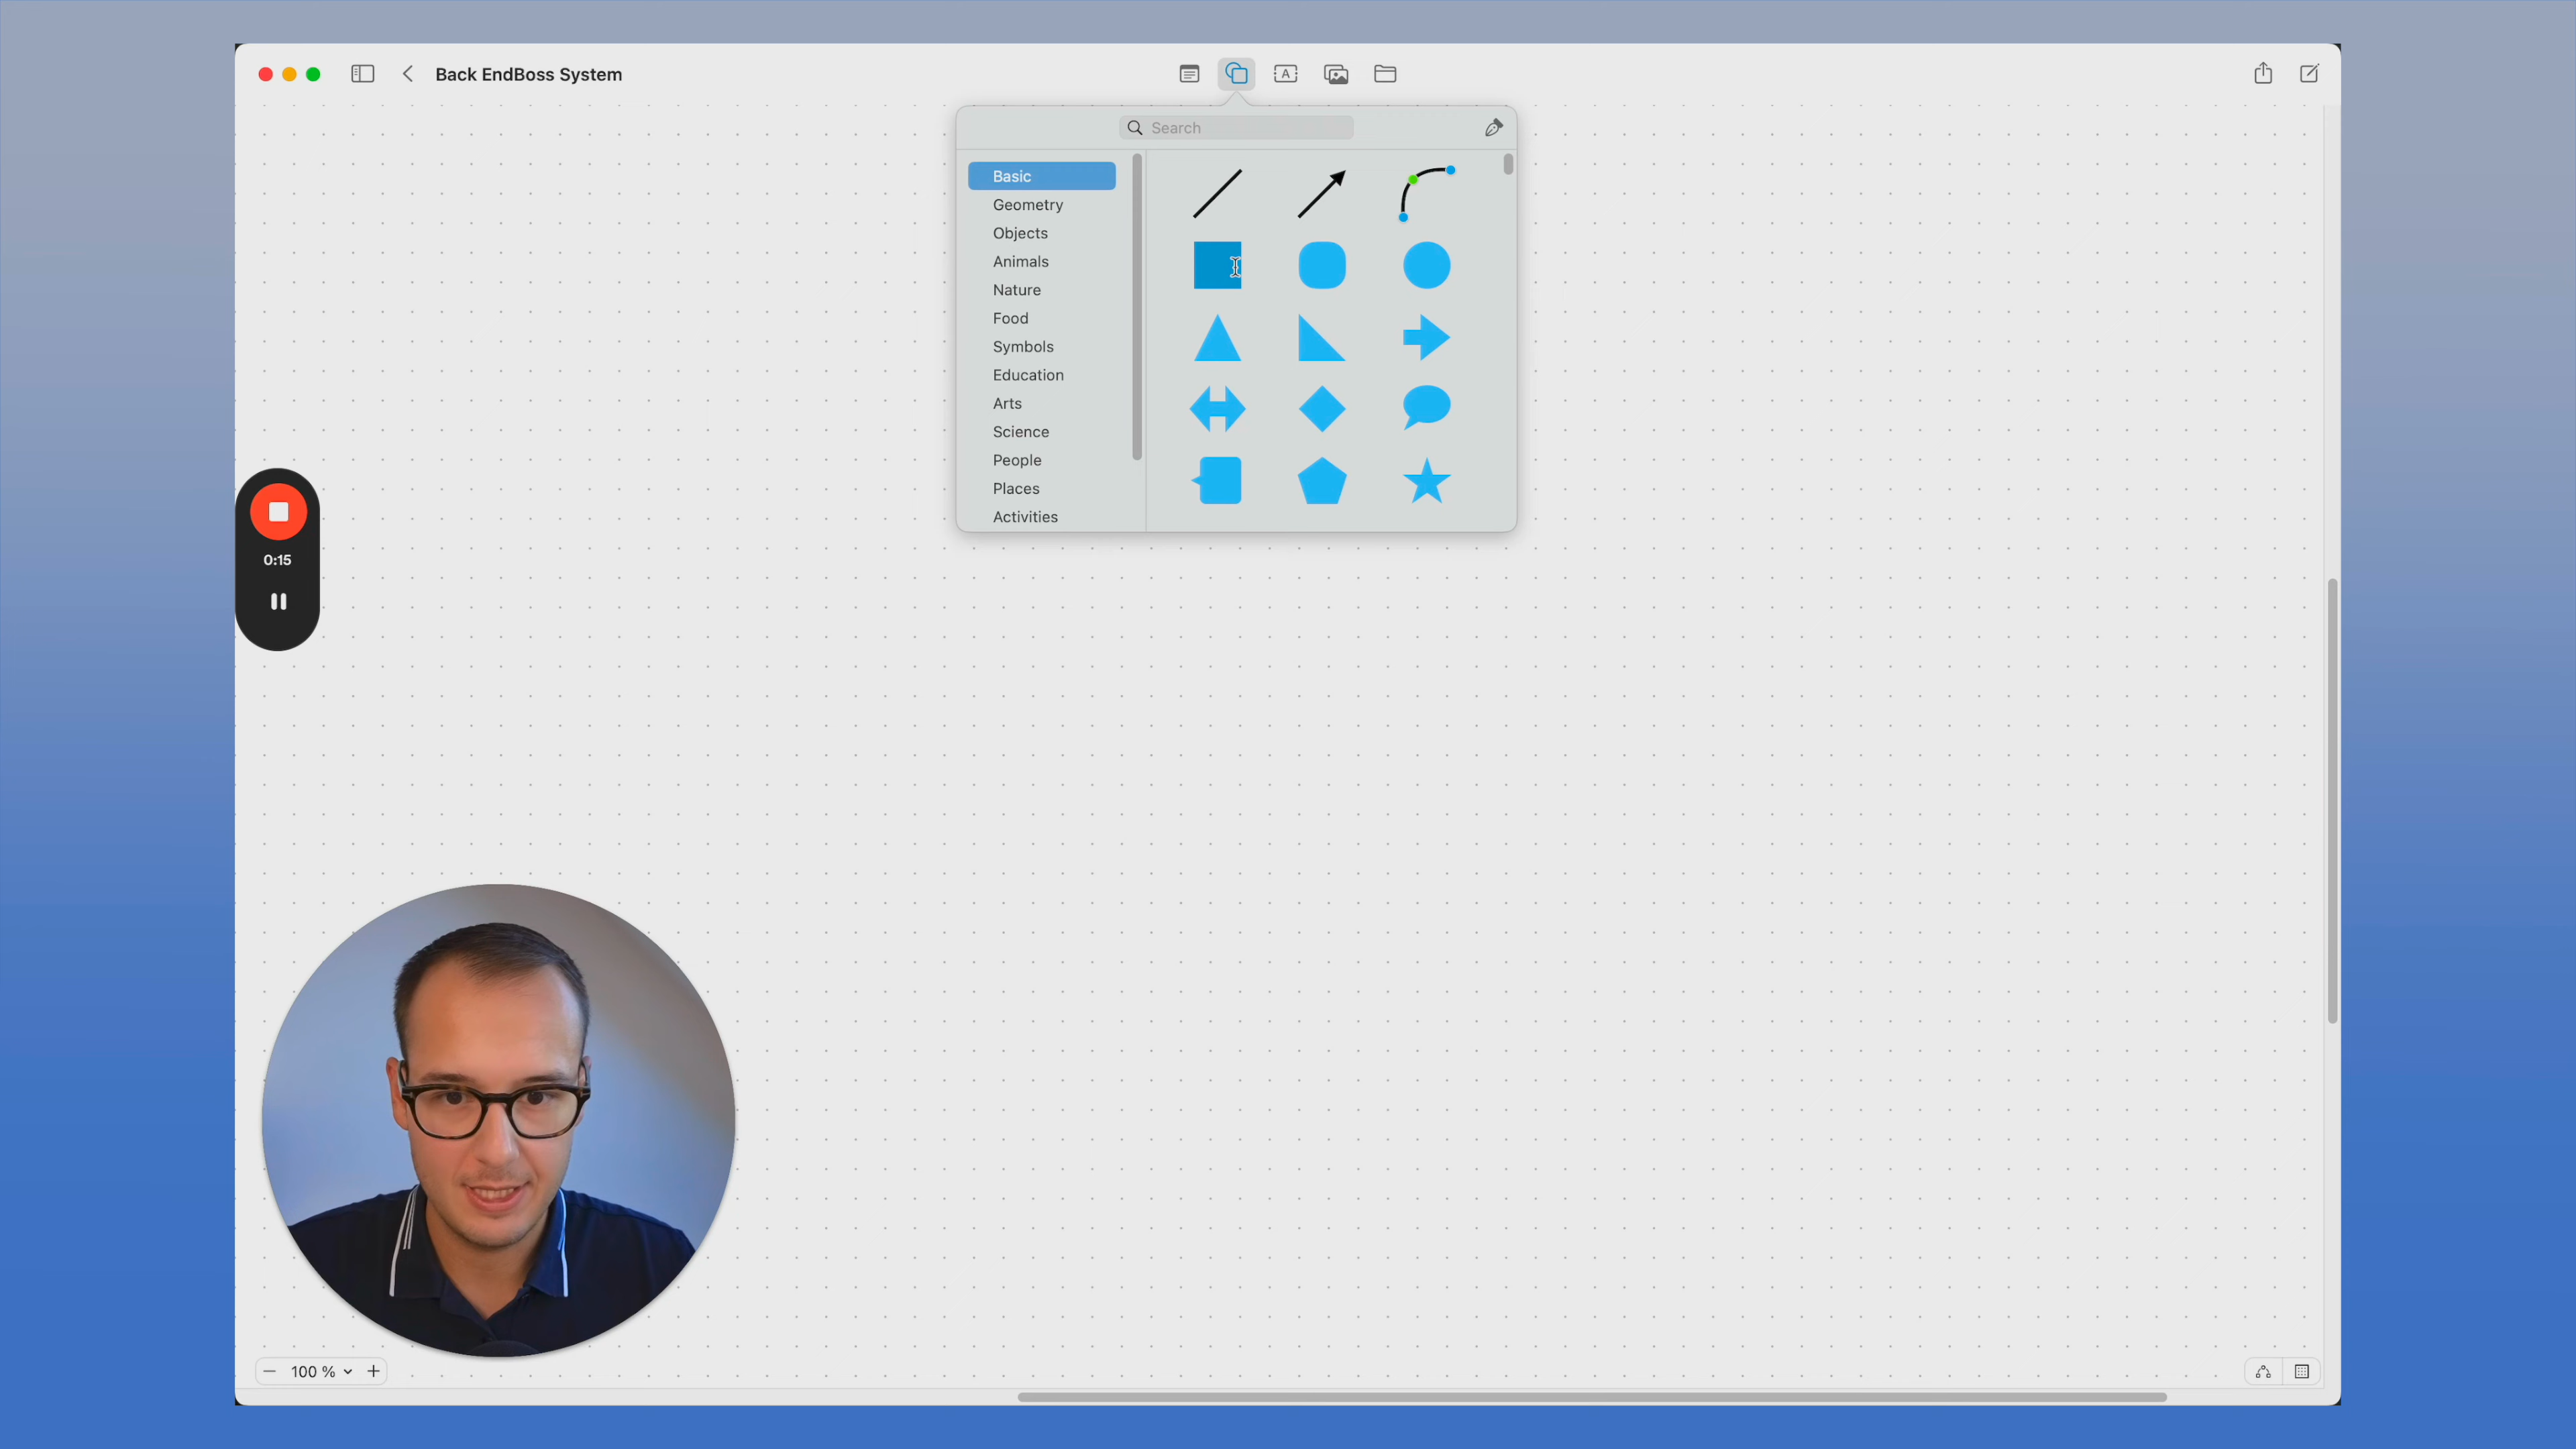 Back EndBoss System
A
Search
Basic
Geometry
Objects
Animals
Nature
Food
Symbols
Education
Arts
Science
People
Places
Activities
0:15
100 %